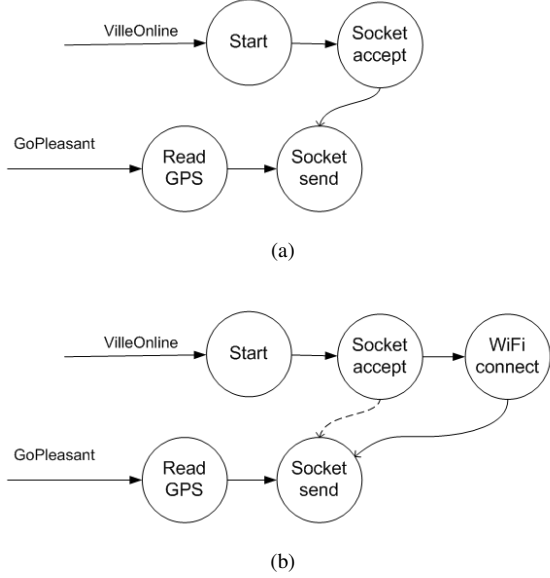 VilleOnline
Start
Socket
accept
GoPleasant
Read
GPS
Socket
send
(a)
VilleOnline
Start
Socket
accept
WiFi
connect
GoPleasant
Read
GPS
Socket
send
(b)